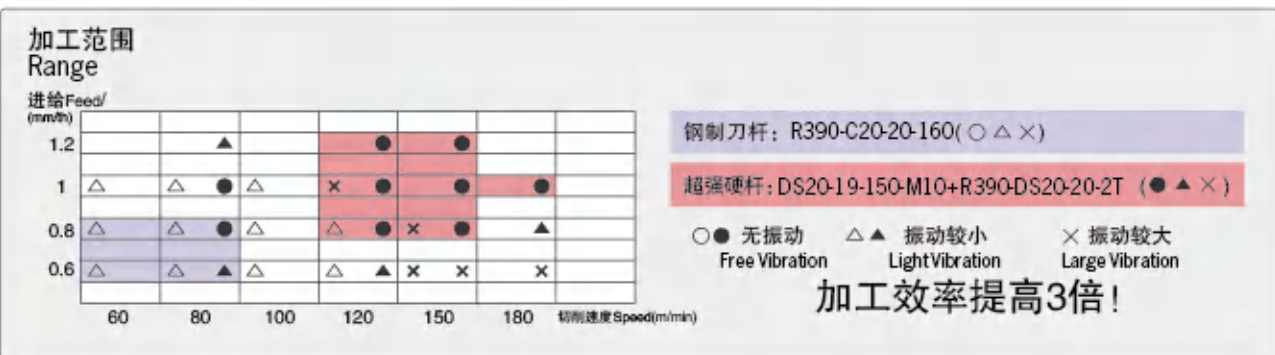 加工范围
Range
进给Feed/
(mm/th)
1.2
1
0.8
0.6
60 80 100 120 150 180 切削速度Speed(m/min)
钢制刀杆：R390-C20-20-160(○ △ ×)
超强硬杆：DS20-19-150-M10+R390-DS20-20-2T (● ▲ ×)
○● 无振动 △▲ 振动较小 × 振动较大
Free Vibration Light Vibration Large Vibration
加工效率提高3倍！